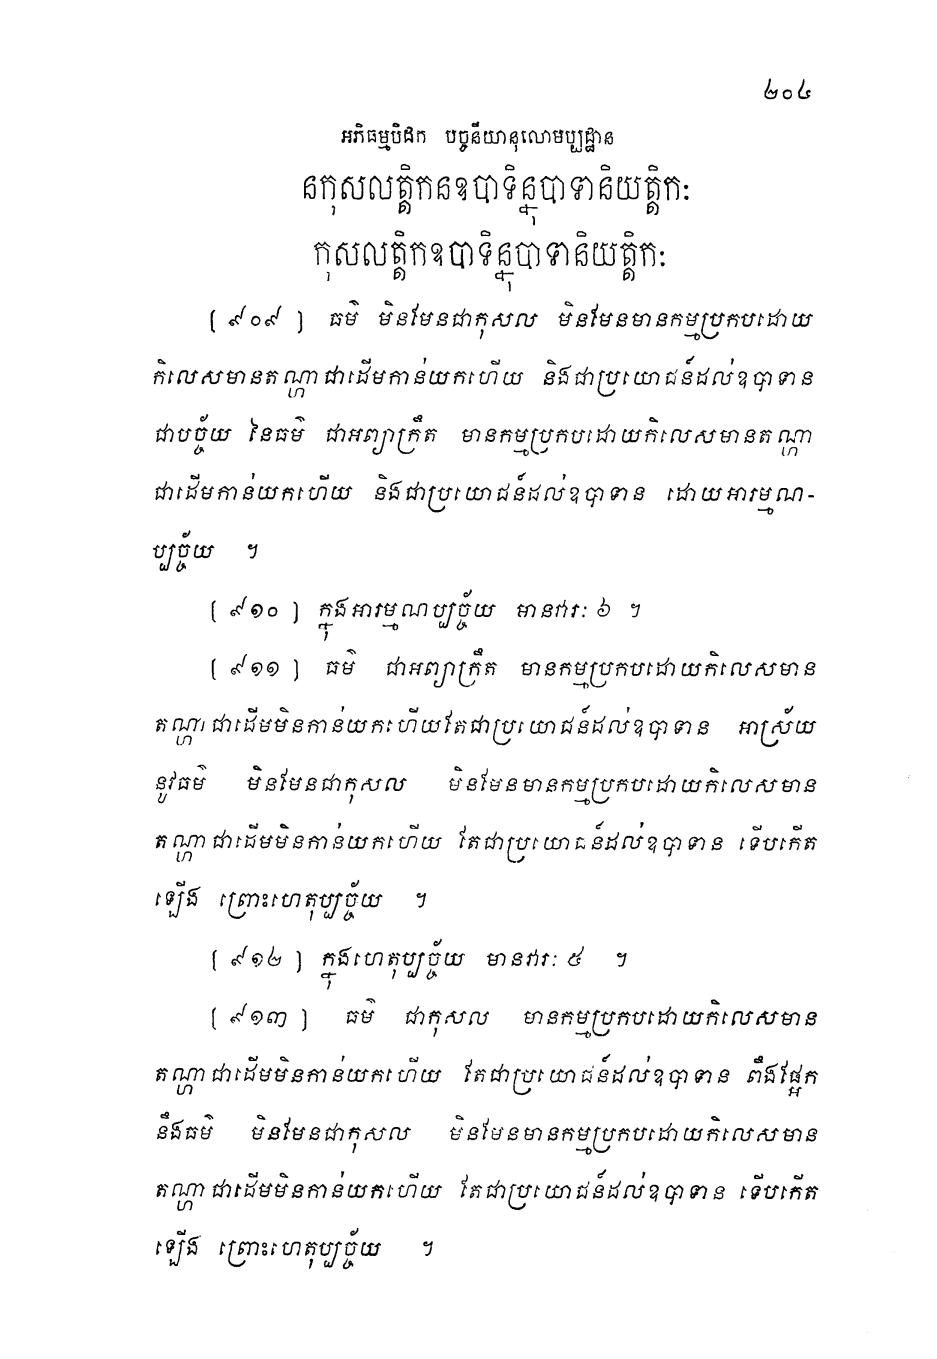 ២០៤
អភិធម្មបិដក បច្ចនីយានុលោមប្បដ្ឋាន
នកុសលត្តិកនឧបាទិន្នុបាទានិយត្តិកៈ
កុសលត្តិកឧបាទិន្នុបាទានិយត្តិកៈ
[ ៩០៩ ] ធម៌ មិនមែនជាកុសល មិនមែនមានកម្មប្រកបដោយ
កិលេសមានតណ្ហាជាដើមកាន់យកហើយ និងជាប្រយោជន៍ដល់ឧបាទាន
ជាបច្ច័យ នៃធម៌ ជាអព្យាក្រឹត មានកម្មប្រកបដោយកិលេសមានតណ្ហា
ជាដើមកាន់យកហើយ និងជាប្រយោជន៍ដល់ឧបាទាន ដោយអារម្មណ-
ប្បច្ច័យ ។
[ ៩១០ ] ក្នុងអារម្មណប្បច្ច័យ មានវារៈ ៦ ។
[ ៩១១ ] ធម៌ ជាអព្យាក្រឹត មានកម្មប្រកបដោយកិលេសមាន
តណ្ហាជាដើមមិនកាន់យកហើយតែជាប្រយោជន៍ដល់ឧបាទាន អាស្រ័យ
នូវធម៌ មិនមែនជាកុសល មិនមែនមានកម្មប្រកបដោយកិលេសមាន
តណ្ហាជាដើមមិនកាន់យកហើយ តែជាប្រយោជន៍ដល់ឧបាទាន ទើបកើត
ឡើង ព្រោះហេតុប្បច្ច័យ ។
[ ៩១២ ] ក្នុងហេតុប្បច្ច័យ មានវារៈ ៥ ។
[ ៩១៣ ] ធម៌ ជាកុសល មានកម្មប្រកបដោយកិលេសមាន
តណ្ហាជាដើមមិនកាន់យកហើយ តែជាប្រយោជន៍ដល់ឧបាទាន ពឹងផ្អែក
នឹងធម៌ មិនមែនជាកុសល មិនមែនមានកម្មប្រកបដោយកិលេសមាន
តណ្ហាជាដើមមិនកាន់យកហើយ តែជាប្រយោជន៍ដល់ឧបាទាន ទើបកើត
ឡើង ព្រោះហេតុប្បច្ច័យ ។